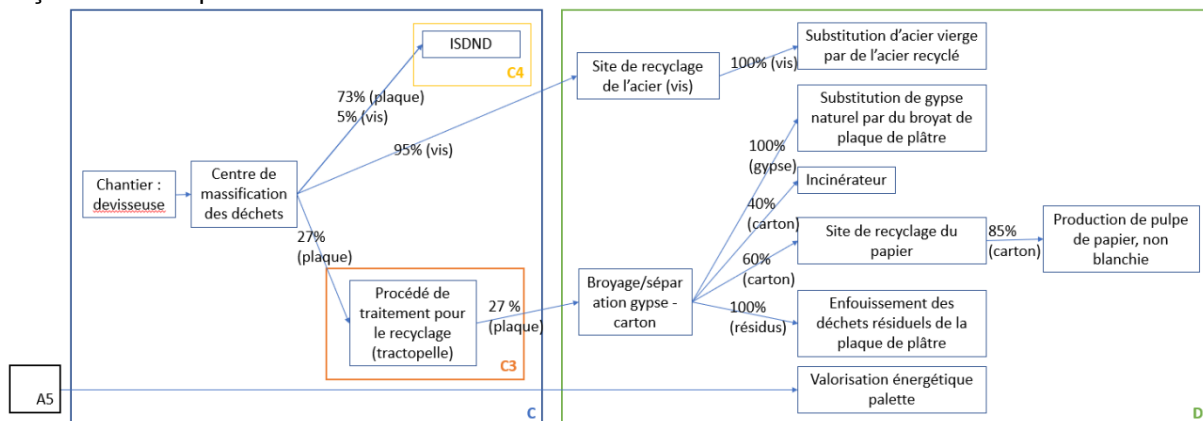 ISDND
C4
73% (plaque)
5% (vis)
95% (vis)
Chantier :
devisseuse
Centre de
massification
des déchets
27%
(plaque)
Procédé de
traitement pour
le recyclage
(tractopelle)
C3
27 %
(plaque)
A5
C
Site de recyclage
de l'acier (vis)
100% (vis)
Substitution d'acier vierge
par de l'acier recyclé
Substitution de gypse
naturel par du broyat de
plaque de plâtre
100%
(gypse)
Incinérateur
40%
(carton)
Broyage/sépar
ation gypse -
carton
60%
(carton)
Site de recyclage du
papier
85%
(carton)
Production de pulpe
de papier, non
blanchie
100%
(résidus)
Enfouissement des
déchets résiduels de la
plaque de plâtre
Valorisation énergétique
palette
D